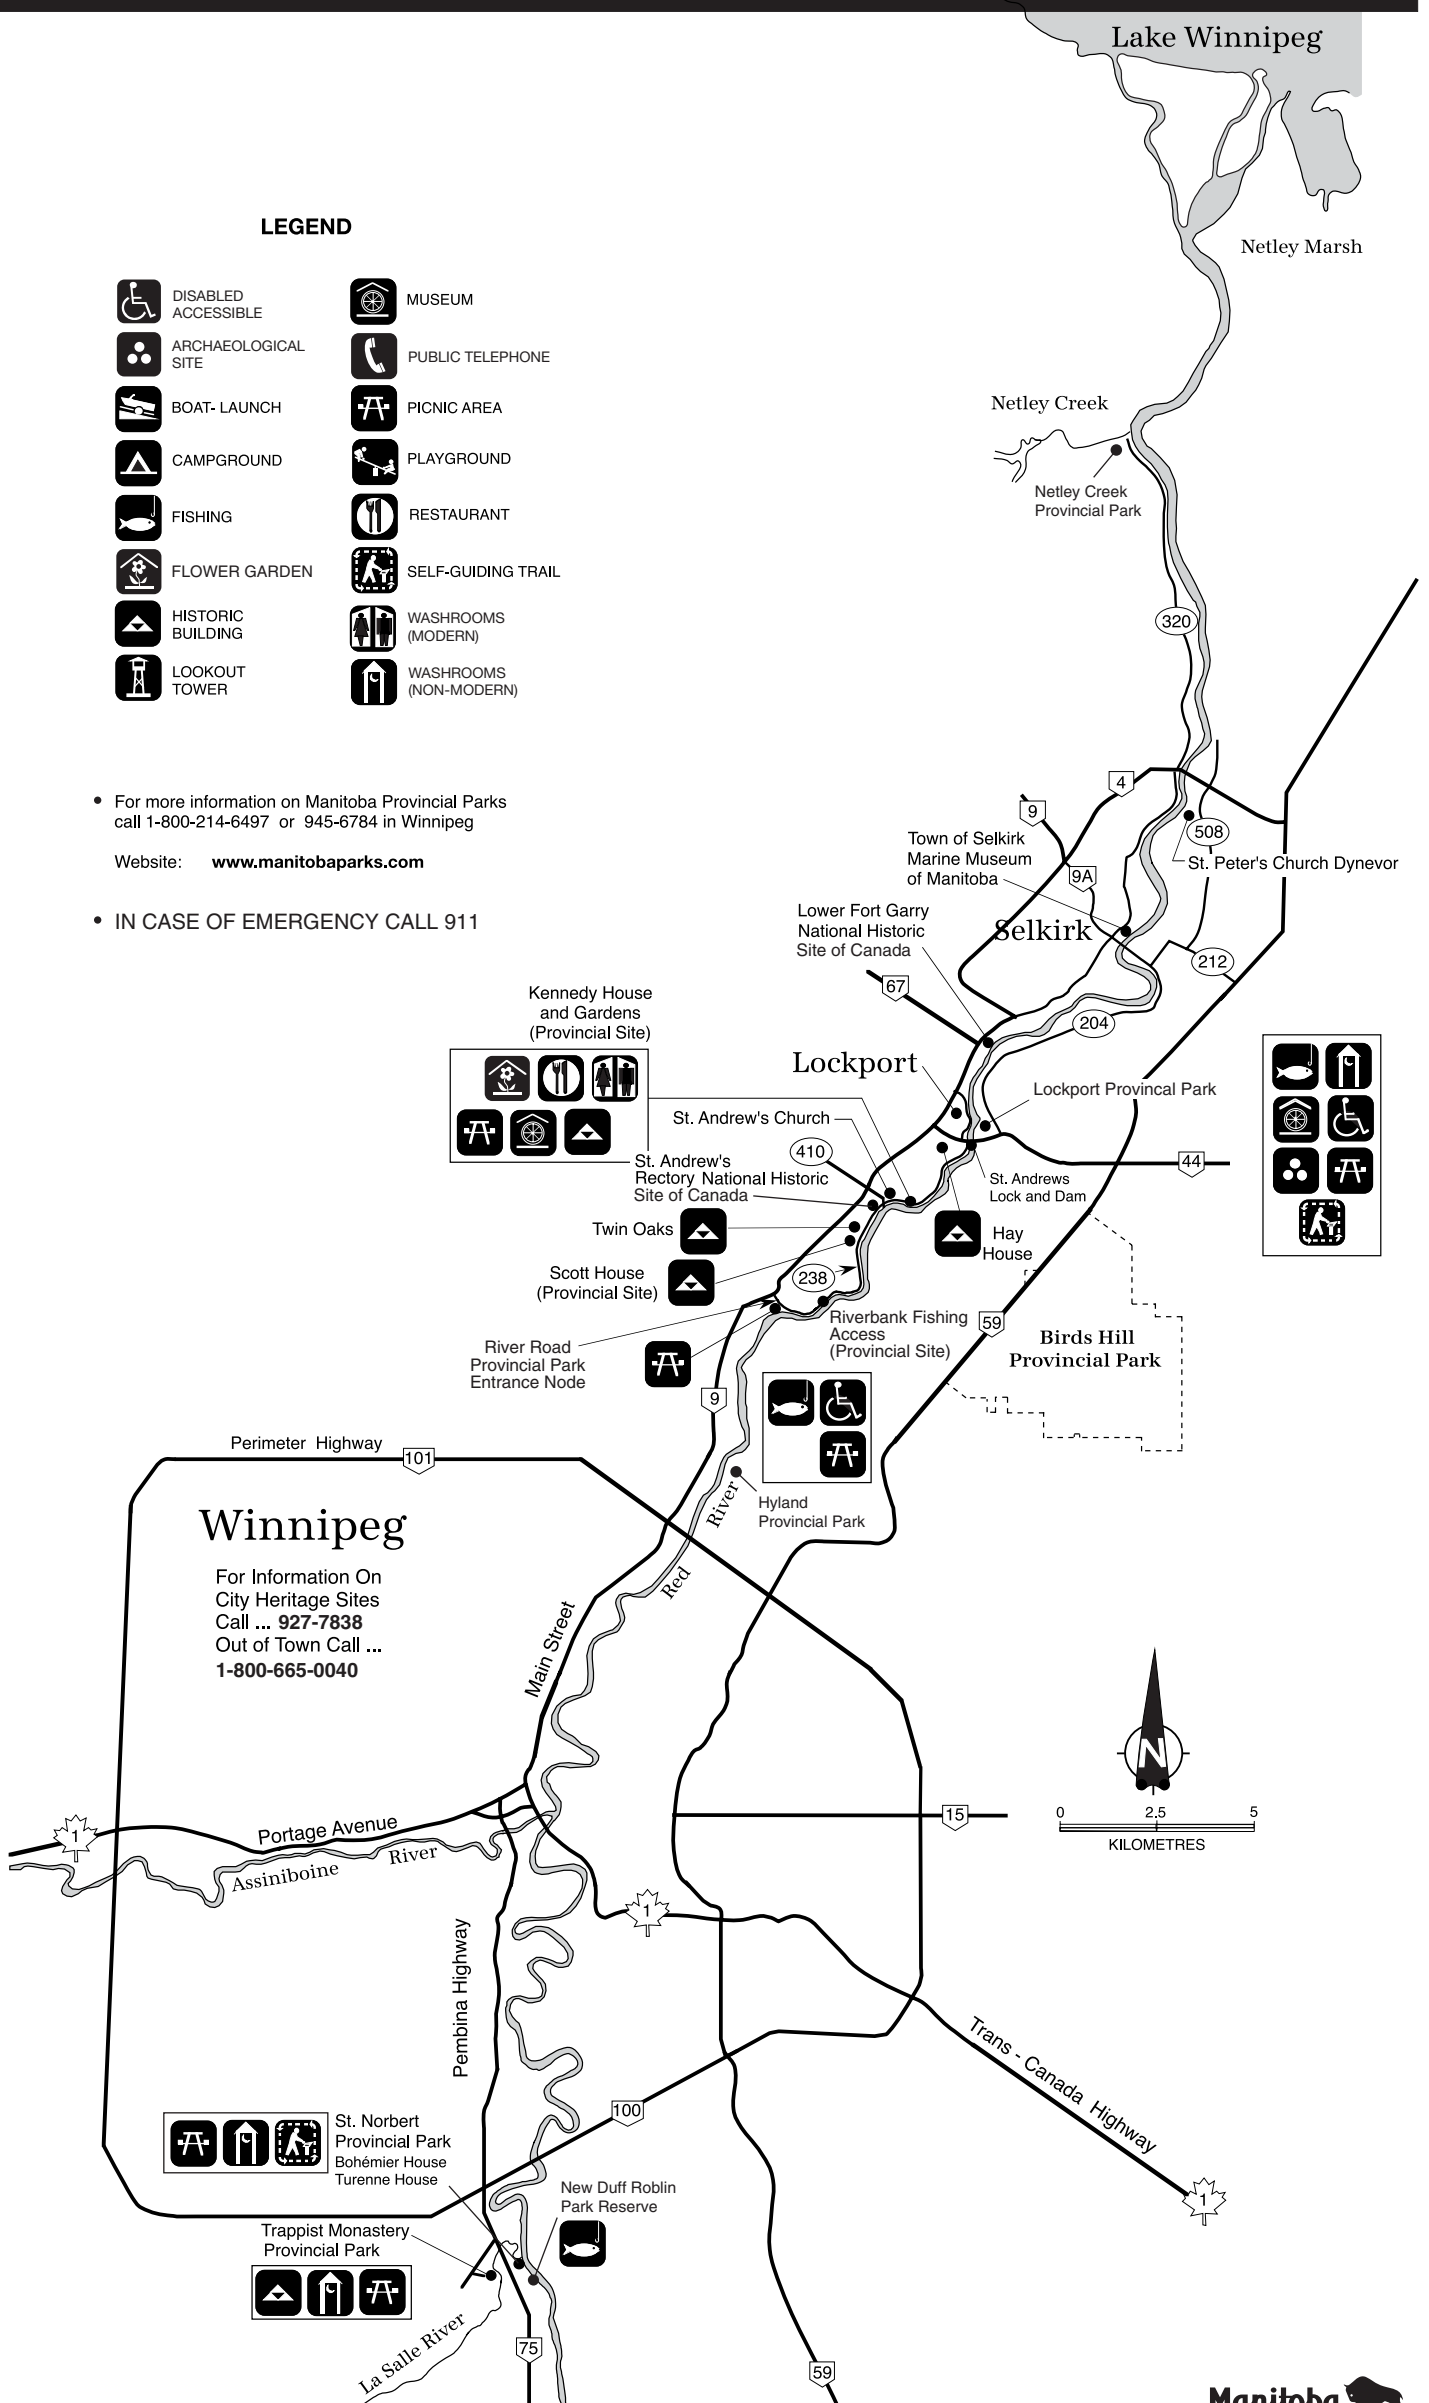 Lake Winnipeg
Netley Marsh
LEGEND
DISABLED
ACCESSIBLE
ARCHAEOLOGICAL
SITE
BOAT- LAUNCH
CAMPGROUND
FISHING
FLOWER GARDEN
HISTORIC
BUILDING
LOOKOUT
TOWER
MUSEUM
PUBLIC TELEPHONE
PICNIC AREA
PLAYGROUND
RESTAURANT
SELF-GUIDING TRAIL
WASHROOMS
(MODERN)
WASHROOMS
(NON-MODERN)
• For more information on Manitoba Provincial Parks
call 1-800-214-6497 or 945-6784 in Winnipeg
Website: www.manitobaparks.com
• IN CASE OF EMERGENCY CALL 911
Netley Creek
Netley Creek
Provincial Park
320
4
9
508
9A
Town of Selkirk
Marine Museum
of Manitoba
St. Peter's Church Dynevor
Lower Fort Garry
National Historic
Site of Canada
Selkirk
212
67
204
Kennedy House
and Gardens
(Provincial Site)
Lockport
Lockport Provincal Park
St. Andrew's Church
410
44
St. Andrew's
Rectory National Historic
Site of Canada
St. Andrews
Lock and Dam
Twin Oaks
Hay
House
Scott House
(Provincial Site)
238
Riverbank Fishing
Access
(Provincial Site)
59
Birds Hill
Provincial Park
River Road
Provincial Park
Entrance Node
9
Perimeter Highway
101
Hyland
Provincial Park
River
Red
Winnipeg
For Information On
City Heritage Sites
Call ... 927-7838
Out of Town Call ...
1-800-665-0040
Main Street
N
0 2.5 5
KILOMETRES
15
1
Portage Avenue
Assiniboine River
1
Pembina Highway
Trans - Canada Highway
1
100
St. Norbert
Provincial Park
Bohémier House
Turenne House
New Duff Roblin
Park Reserve
Trappist Monastery
Provincial Park
La Salle River
75
59
Manitoba